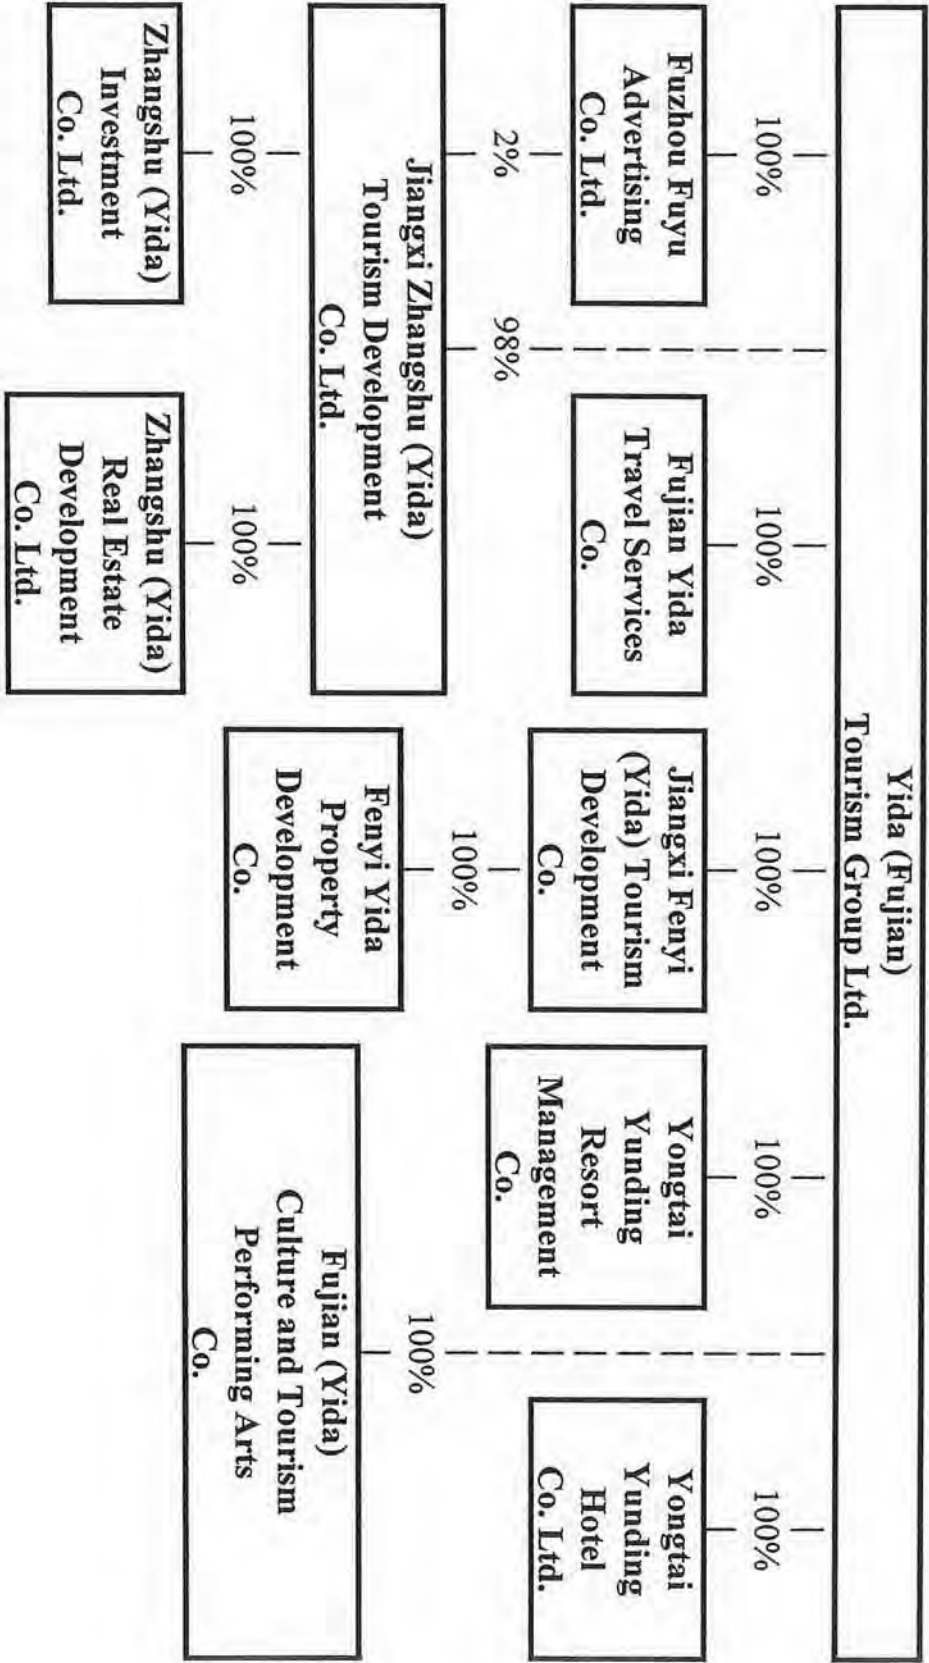 Yida (Fujian)
Tourism Group Ltd.
100%
100%
100%
100%
100%
Fuzhou Fuyu
Advertising
Co. Ltd.
Fujian Yida
Travel Services
Co.
Jiangxi Fenyi
(Yida) Tourism
Development
Co.
Yongtai
Yunding
Resort
Management
Co.
Yongtai
Yunding
Hotel
Co. Ltd.
2%
98%
100%
100%
Jiangxi Zhangshu (Yida)
Tourism Development
Co. Ltd.
Fenyi Yida
Property
Development
Co.
Fujian (Yida)
Culture and Tourism
Performing Arts
Co.
100%
100%
Zhangshu (Yida)
Investment
Co. Ltd.
Zhangshu (Yida)
Real Estate
Development
Co. Ltd.